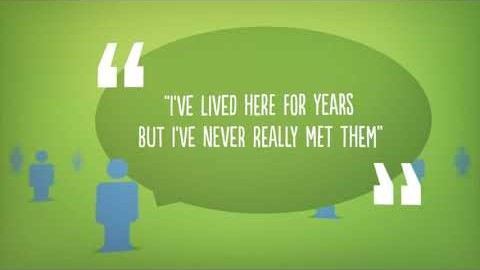 "I'VE LIVED HERE FOR YEARS
BUT I'VE NEVER REALLY MET THEM"